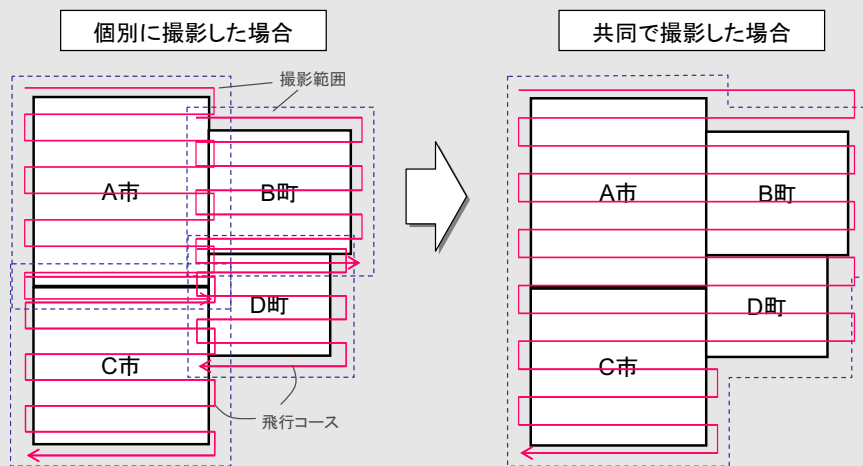 個別に撮影した場合
共同で撮影した場合
撮影範囲
A市
B町
D町
C市
飛行コース
A市
B町
D町
C市